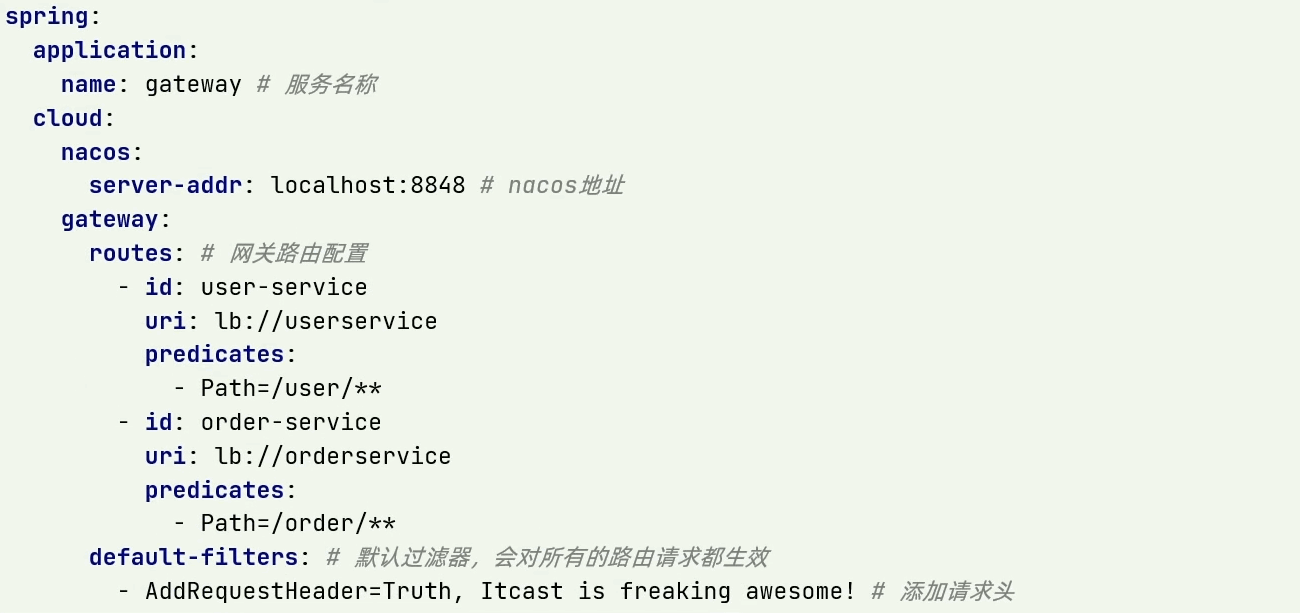 spring:
  application:
    name: gateway # 服务名称
  cloud:
    nacos:
      server-addr: localhost:8848 # nacos地址
    gateway:
      routes: # 网关路由配置
        - id: user-service
          uri: lb://userservice
          predicates:
            - Path=/user/**
        - id: order-service
          uri: lb://orderservice
          predicates:
            - Path=/order/**
      default-filters: # 默认过滤器，会对所有的路由请求都生效
        - AddRequestHeader=Truth, Itcast is freaking awesome! # 添加请求头